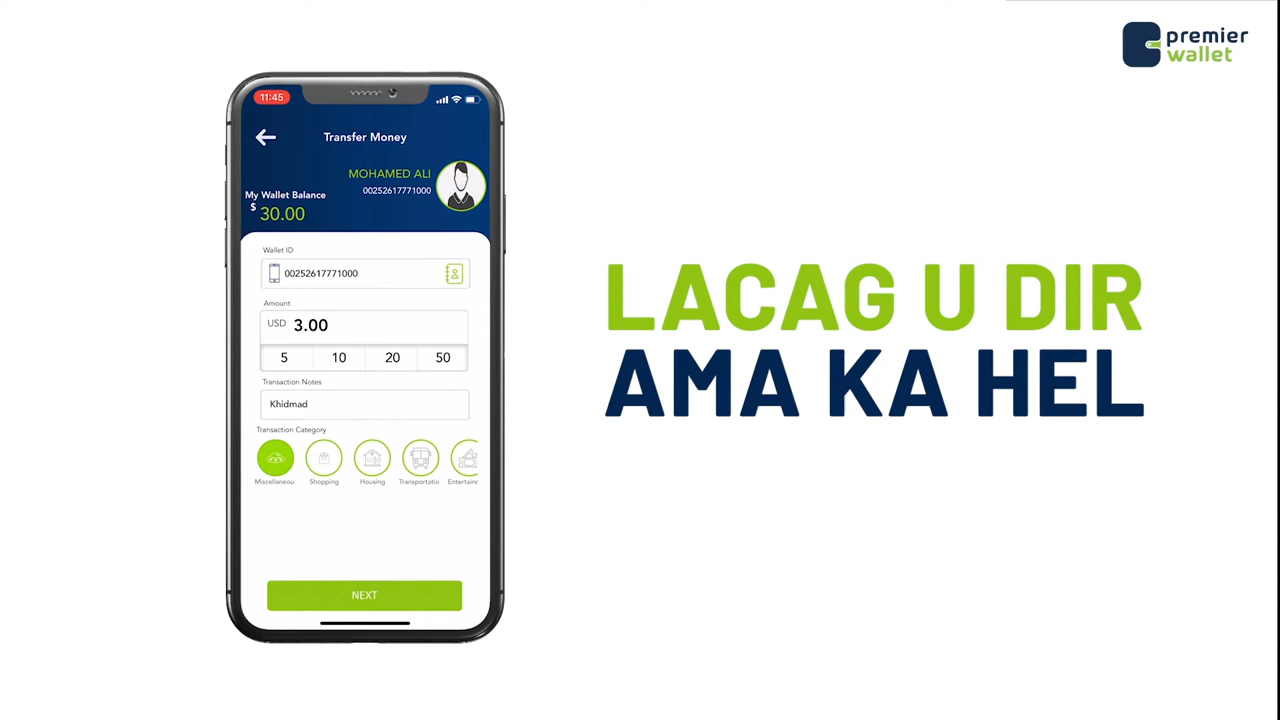 premier
wallet
11:45
Transfer Money
MOHAMED ALI
00252617771000
My Wallet Balance
$ 30.00
Wallet ID
00252617771000
Amount
USD 3.00
5 10 20 50
Transaction Notes
Khidmad
Transaction Category
Miscellaneou Shopping Housing Transportatio Entertains
NEXT
LACAG U DIR
AMA KA HEL